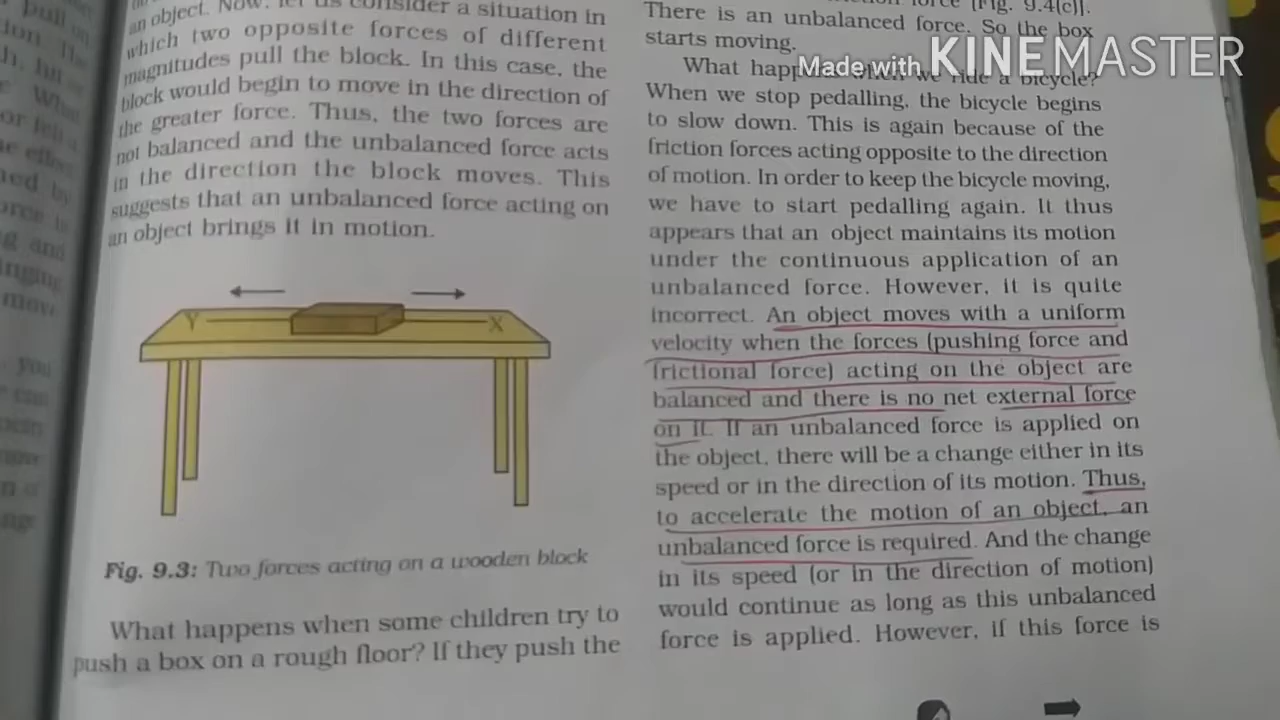 an object. Now, let us consider a situation in
which two opposite forces of different
magnitudes pull the block. In this case, the
block would begin to move in the direction of
the greater force. Thus, the two forces are
not balanced and the unbalanced force acts
in the direction the block moves. This
suggests that an unbalanced force acting on
an object brings it in motion.
Y
X
Fig. 9.3: Two forces acting on a wooden block
What happens when some children try to
push a box on a rough floor? If they push the
force [Fig. 9.4(c)].
There is an unbalanced force. So the box
starts moving.
What happens when we ride a bicycle?
When we stop pedalling, the bicycle begins
to slow down. This is again because of the
friction forces acting opposite to the direction
of motion. In order to keep the bicycle moving,
we have to start pedalling again. It thus
appears that an object maintains its motion
under the continuous application of an
unbalanced force. However, it is quite
incorrect. An object moves with a uniform
velocity when the forces (pushing force and
frictional force) acting on the object are
balanced and there is no net external force
on it. If an unbalanced force is applied on
the object, there will be a change either in its
speed or in the direction of its motion. Thus,
to accelerate the motion of an object, an
unbalanced force is required. And the change
in its speed (or in the direction of motion)
would continue as long as this unbalanced
force is applied. However, if this force is
Made with KINEMASTER